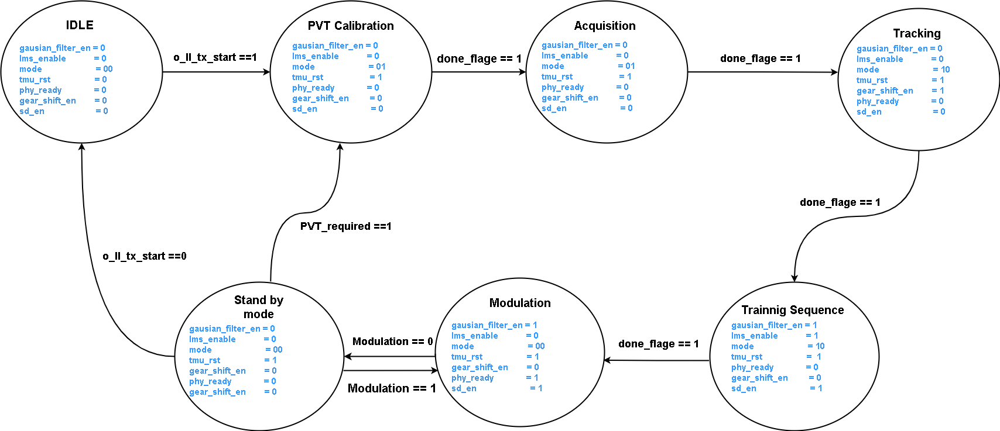 IDLE
gausian_filter_en = 0
lms_enable = 0
mode = 00
tmu_rst = 0
phy_ready = 0
gear_shift_en = 0
sd_en = 0
o_ll_tx_start ==1
PVT Calibration
gausian_filter_en = 0
lms_enable = 0
mode = 01
tmu_rst = 1
phy_ready = 0
gear_shift_en = 0
sd_en = 0
done_flage == 1
Acquisition
gausian_filter_en = 0
lms_enable = 0
mode = 01
tmu_rst = 1
phy_ready = 0
gear_shift_en = 0
sd_en = 0
done_flage == 1
Tracking
gausian_filter_en = 0
lms_enable = 0
mode = 10
tmu_rst = 1
gear_shift_en = 1
phy_ready = 0
sd_en = 0
done_flage == 1
PVT_required ==1
o_ll_tx_start ==0
Stand by
mode
gausian_filter_en = 0
lms_enable = 0
mode = 00
tmu_rst = 1
gear_shift_en = 0
phy_ready = 0
gear_shift_en = 0
Modulation == 0
Modulation == 1
Modulation
gausian_filter_en = 1
lms_enable = 0
mode = 00
tmu_rst = 1
gear_shift_en = 0
phy_ready = 1
sd_en = 1
done_flage == 1
Trainnig Sequence
gausian_filter_en = 1
lms_enable = 1
mode = 10
tmu_rst = 1
phy_ready = 0
gear_shift_en = 0
sd_en = 1